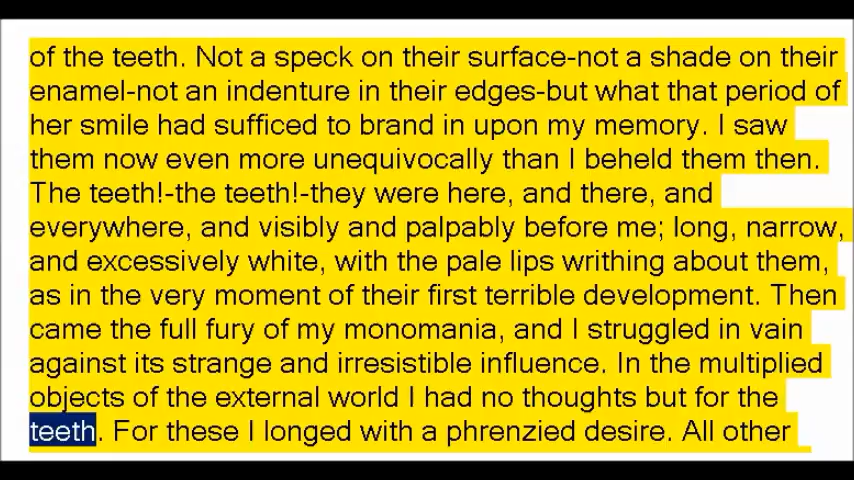 of the teeth. Not a speck on their surface-not a shade on their
enamel-not an indenture in their edges-but what that period of
her smile had sufficed to brand in upon my memory. I saw
them now even more unequivocally than I beheld them then.
The teeth!-the teeth!-they were here, and there, and
everywhere, and visibly and palpably before me; long, narrow,
and excessively white, with the pale lips writhing about them,
as in the very moment of their first terrible development. Then
came the full fury of my monomania, and I struggled in vain
against its strange and irresistible influence. In the multiplied
objects of the external world I had no thoughts but for the
teeth. For these I longed with a phrenzied desire. All other